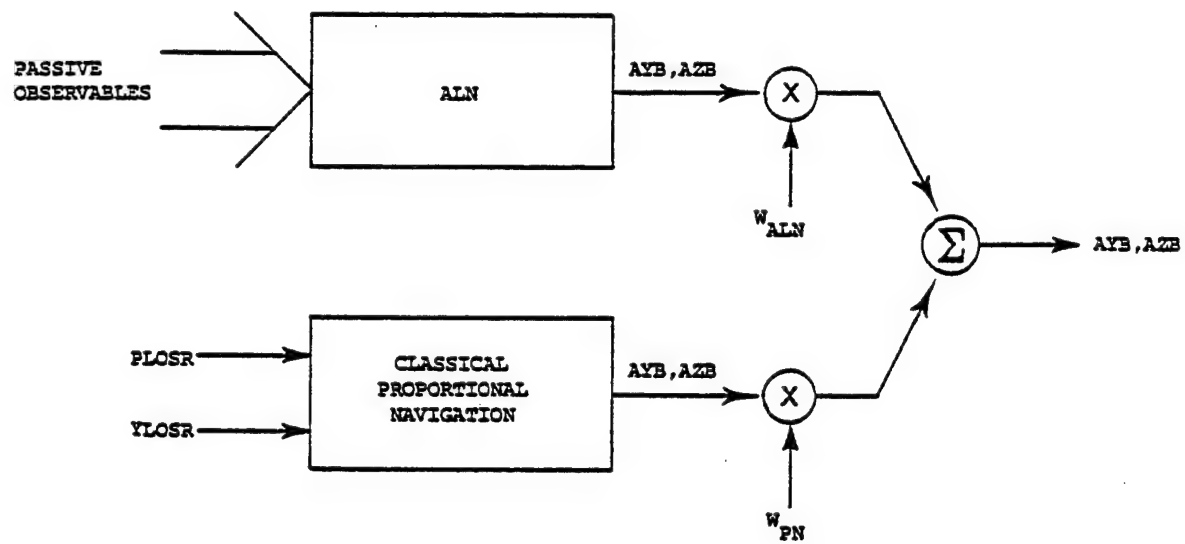 PASSIVE
OBSERVABLES
ALN
AYB,AZB
X
W
ALN
Σ
AYB,AZB
PLOSR
YLOSR
CLASSICAL
PROPORTIONAL
NAVIGATION
AYB,AZB
X
W
PN